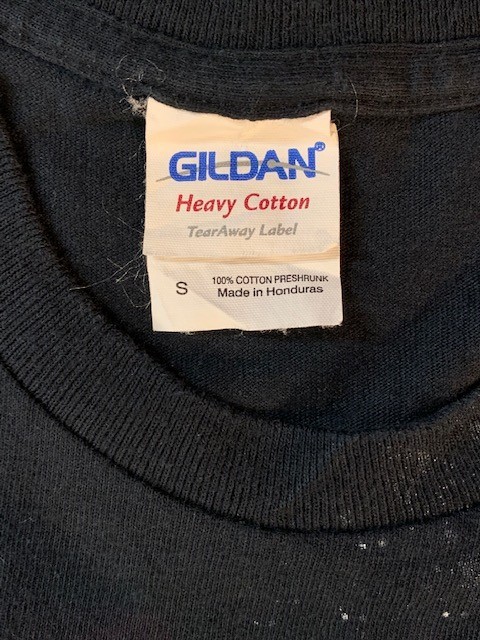 GILDAN®
Heavy Cotton
TearAway Label
S
100% COTTON PRESHRUNK
Made in Honduras